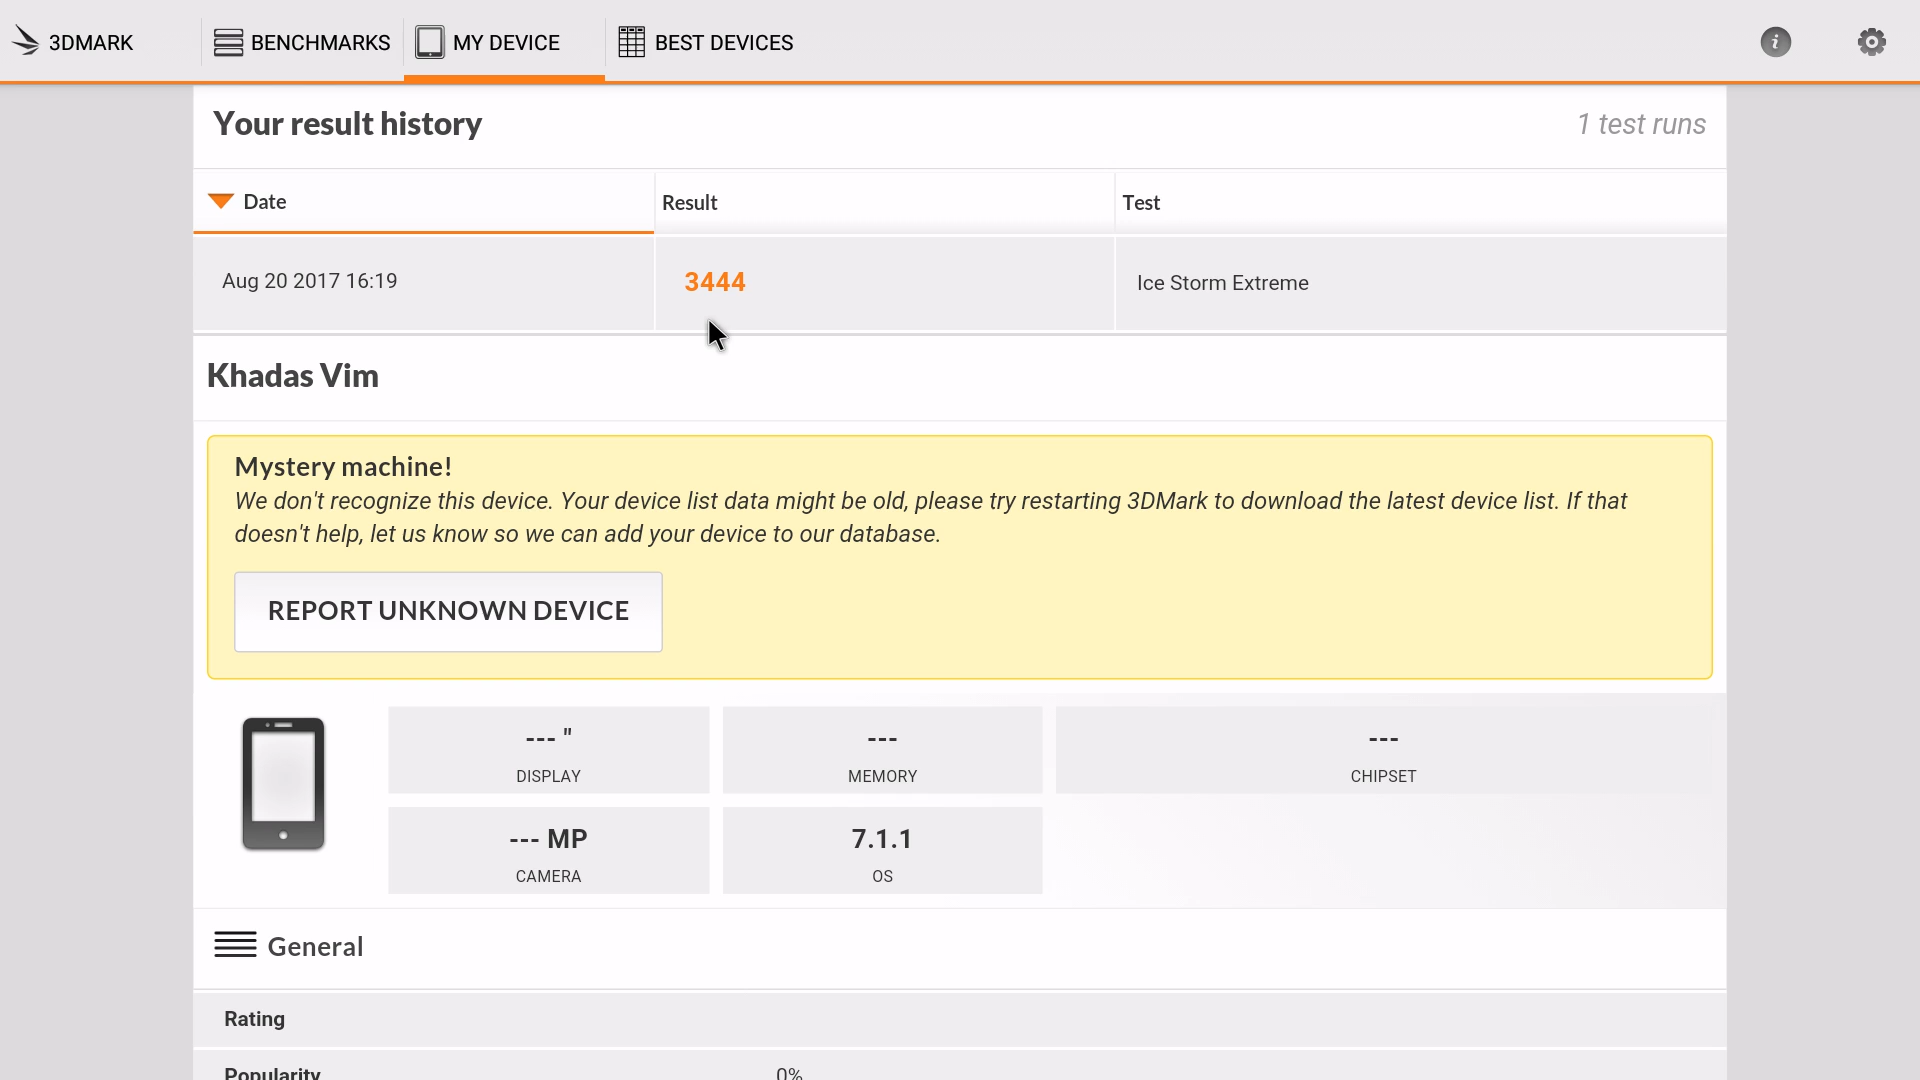 3DMARK
BENCHMARKS
MY DEVICE
BEST DEVICES
Your result history
1 test runs
Date
Result
Test
Aug 20 2017 16:19
3444
Ice Storm Extreme
Khadas Vim
Mystery machine!
We don't recognize this device. Your device list data might be old, please try restarting 3DMark to download the latest device list. If that
doesn't help, let us know so we can add your device to our database.
REPORT UNKNOWN DEVICE
--- "
DISPLAY
---
MEMORY
---
CHIPSET
--- MP
CAMERA
7.1.1
OS
General
Rating
Popularity
0%